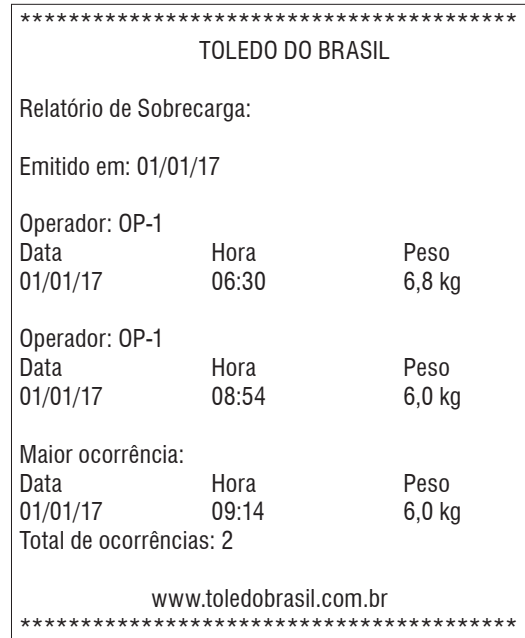 *****************************************
TOLEDO DO BRASIL
Relatório de Sobrecarga:
Emitido em: 01/01/17
Operador: OP-1
Data Hora Peso
01/01/17 06:30 6,8 kg
Operador: OP-1
Data Hora Peso
01/01/17 08:54 6,0 kg
Maior ocorrência:
Data Hora Peso
01/01/17 09:14 6,0 kg
Total de ocorrências: 2
www.toledobrasil.com.br
*****************************************